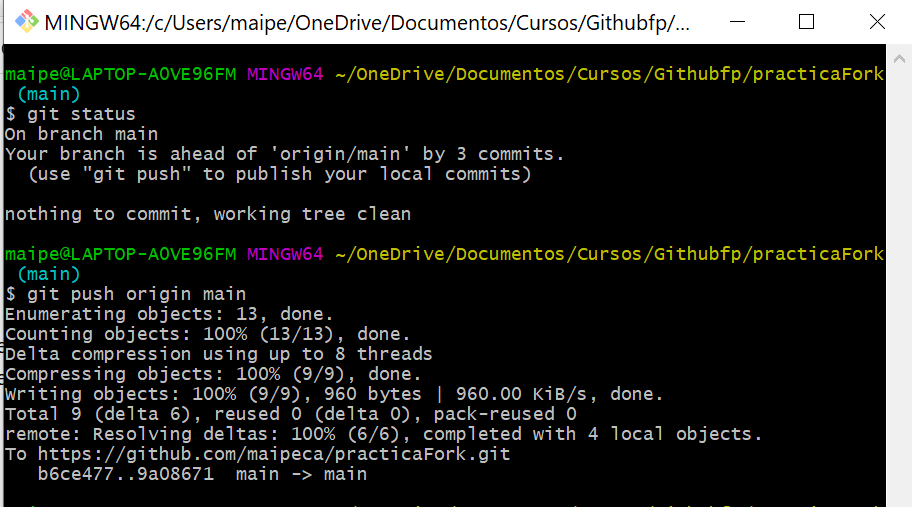 MINGW64:/c/Users/maipe/OneDrive/Documentos/Cursos/Githubfp/...
maipe@LAPTOP-AOVE96FM MINGW64 ~/OneDrive/Documentos/Cursos/Githubfp/practicaFork
(main)
$ git status
On branch main
Your branch is ahead of 'origin/main' by 3 commits.
(use "git push" to publish your local commits)
nothing to commit, working tree clean
maipe@LAPTOP-AOVE96FM MINGW64 ~/OneDrive/Documentos/Cursos/Githubfp/practicaFork
(main)
$ git push origin main
Enumerating objects: 13, done.
Counting objects: 100% (13/13), done.
Delta compression using up to 8 threads
Compressing objects: 100% (9/9), done.
Writing objects: 100% (9/9), 960 bytes | 960.00 KiB/s, done.
Total 9 (delta 6), reused 0 (delta 0), pack-reused 0
remote: Resolving deltas: 100% (6/6), completed with 4 local objects.
To https://github.com/maipeca/practicaFork.git
b6ce477..9a08671  main -> main